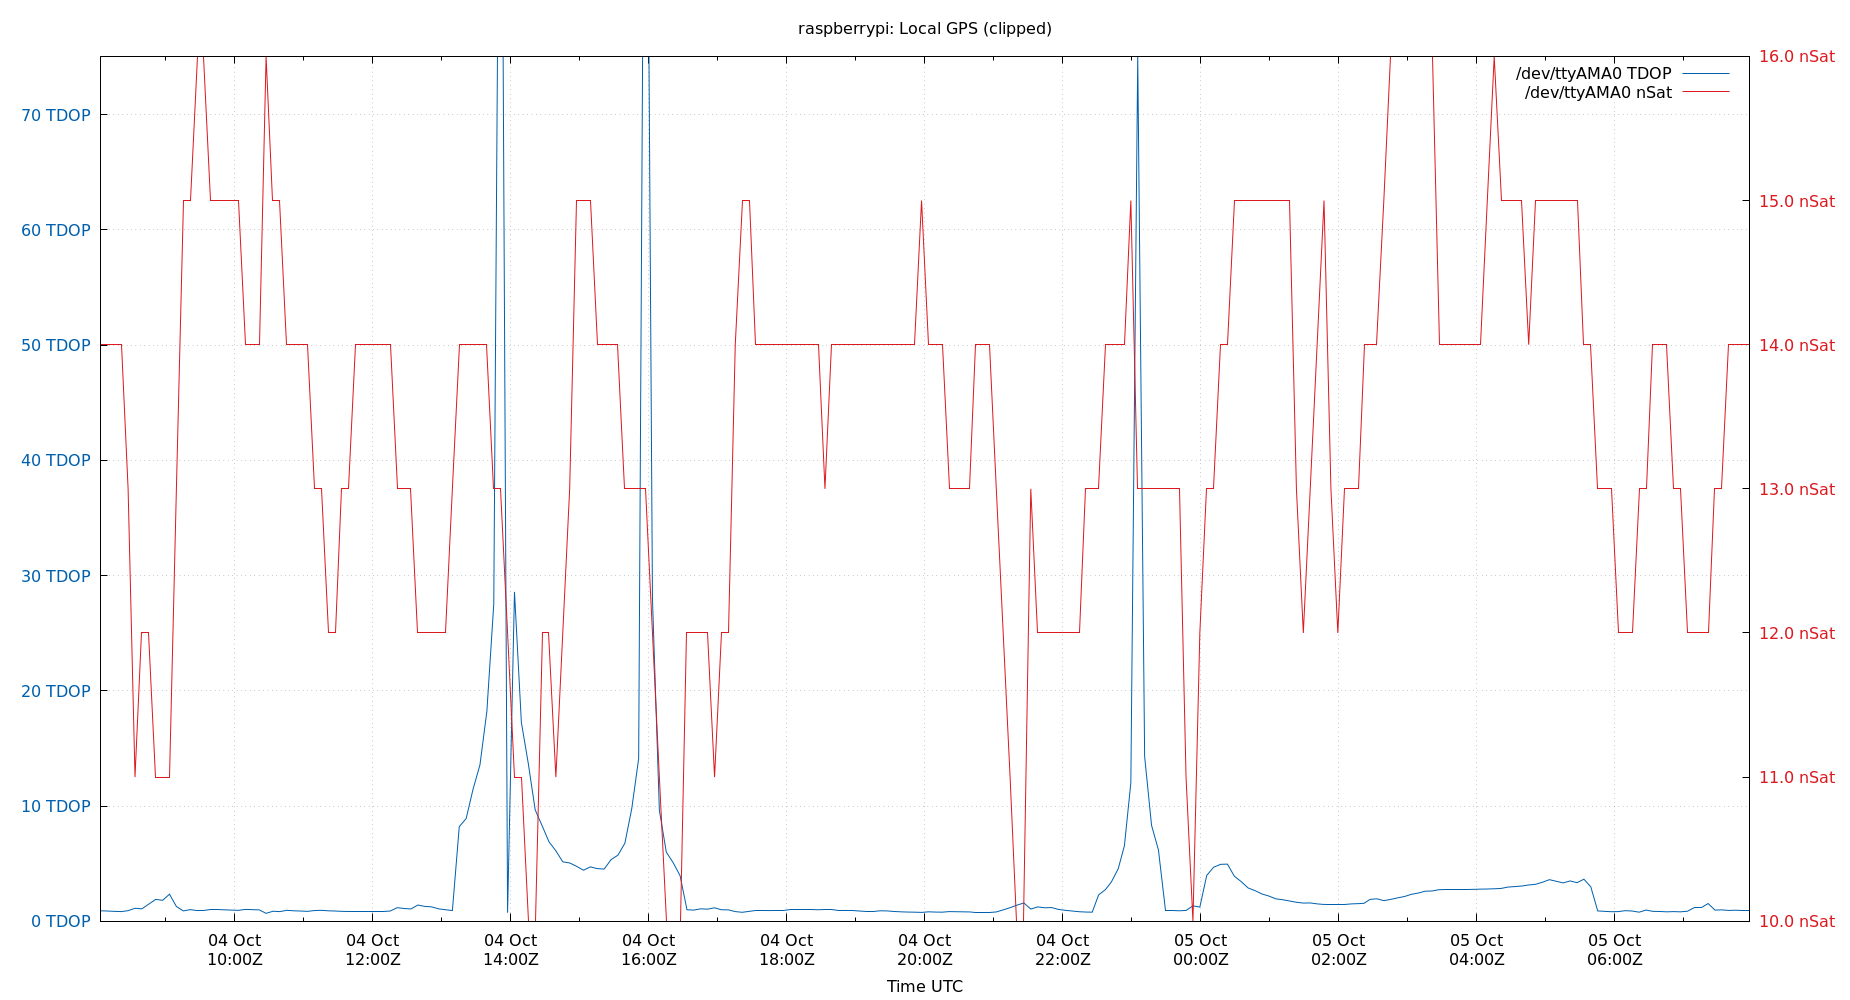 raspberrypi: Local GPS (clipped)
/dev/ttyAMA0 TDOP
/dev/ttyAMA0 nSat
70 TDOP
60 TDOP
50 TDOP
40 TDOP
30 TDOP
20 TDOP
10 TDOP
0 TDOP
16.0 nSat
15.0 nSat
14.0 nSat
13.0 nSat
12.0 nSat
11.0 nSat
10.0 nSat
04 Oct
10:00Z
04 Oct
12:00Z
04 Oct
14:00Z
04 Oct
16:00Z
04 Oct
18:00Z
04 Oct
20:00Z
04 Oct
22:00Z
05 Oct
00:00Z
05 Oct
02:00Z
05 Oct
04:00Z
05 Oct
06:00Z
Time UTC